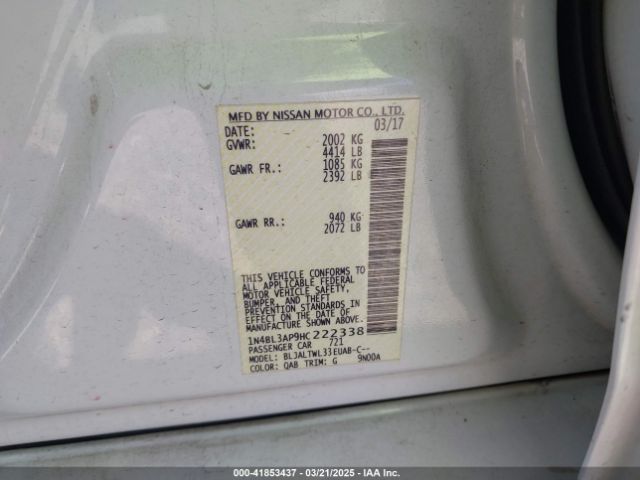 MFD BY NISSAN MOTOR CO., LTD.
DATE: 03/17
GVWR: 2002 KG
4414 LB
GAWR FR.: 1085 KG
2392 LB
GAWR RR.: 940 KG
2072 LB
THIS VEHICLE CONFORMS TO
ALL APPLICABLE FEDERAL
MOTOR VEHICLE SAFETY,
BUMPER, AND THEFT
PREVENTION STANDARDS IN
EFFECT ON THE DATE OF
MANUFACTURE SHOWN ABOVE.
1N4BL3AP9HC222338
PASSENGER CAR 721
MODEL: BLJALTWL33EUAB-C--
COLOR: QAB TRIM: G 9N00A
000-41853437 - 03/21/2025 - IAA Inc.